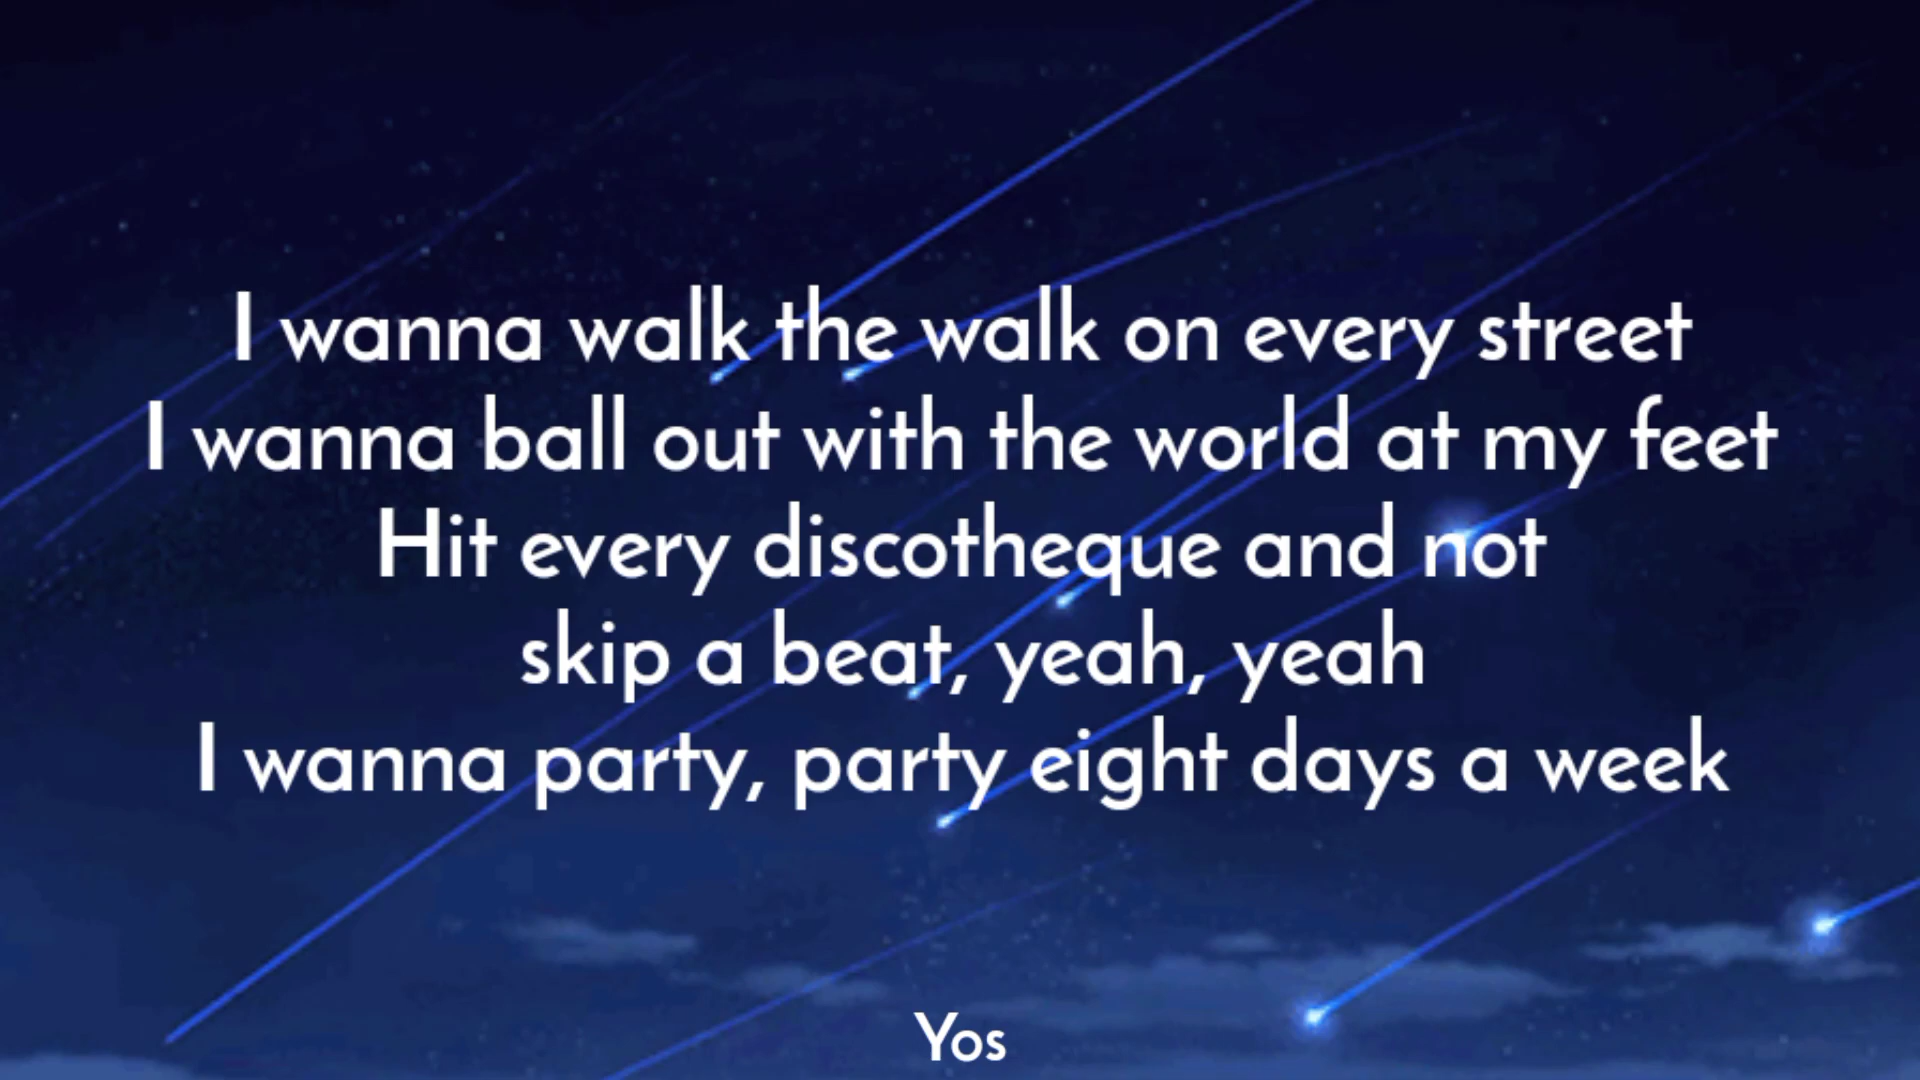 I wanna walk the walk on every street
I wanna ball out with the world at my feet
Hit every discotheque and not
skip a beat, yeah, yeah
I wanna party, party eight days a week
Yos